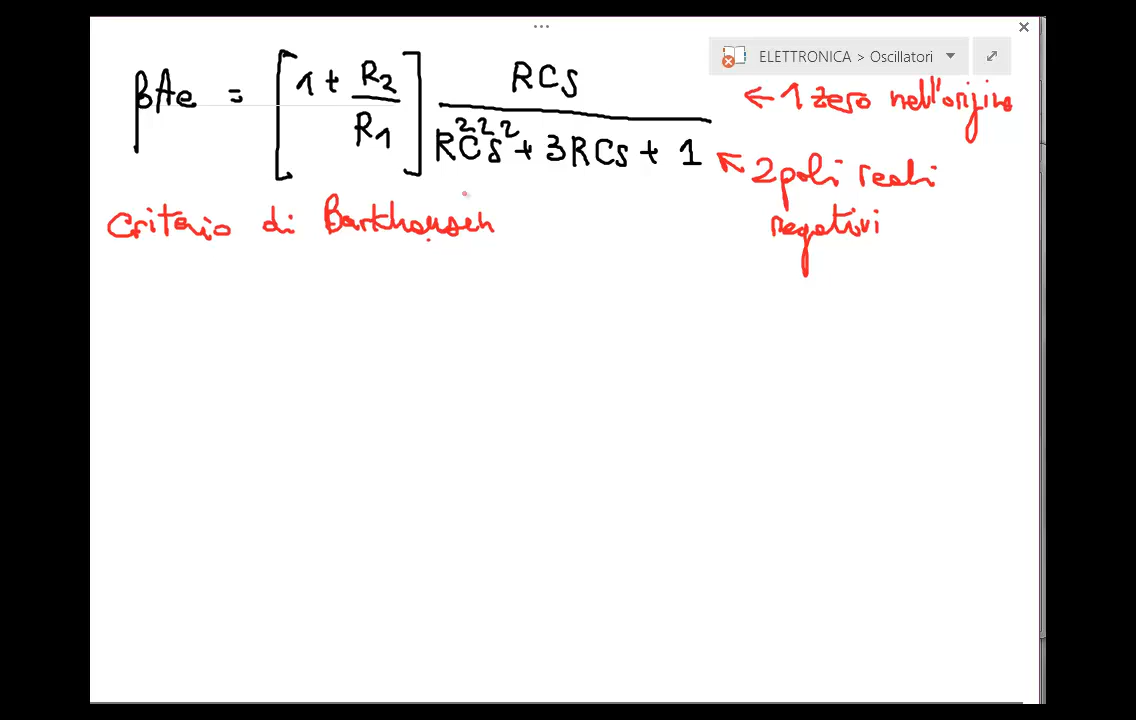 ELETTRONICA > Oscillatori
βAe = [1 + R2/R1] RCs / (R²C²s² + 3RCs + 1)
← 1 zero nell'origine
← 2 poli reali
negativi
Criterio di Barkhausen